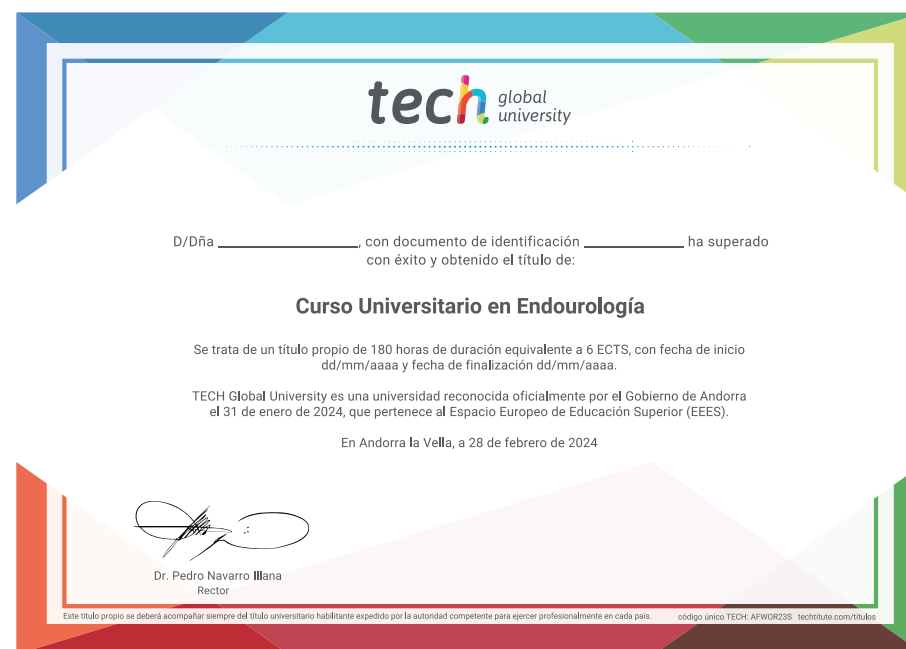 tech global university
D/Dña ____________________, con documento de identificación ______________ ha superado
con éxito y obtenido el título de:
Curso Universitario en Endourología
Se trata de un título propio de 180 horas de duración equivalente a 6 ECTS, con fecha de inicio
dd/mm/aaaa y fecha de finalización dd/mm/aaaa.
TECH Global University es una universidad reconocida oficialmente por el Gobierno de Andorra
el 31 de enero de 2024, que pertenece al Espacio Europeo de Educación Superior (EEES).
En Andorra la Vella, a 28 de febrero de 2024
Dr. Pedro Navarro Illana
Rector
Este título propio se deberá acompañar siempre del título universitario habilitante expedido por la autoridad competente para ejercer profesionalmente en cada país. código único TECH: AFWOR23S techtitute.com/titulos